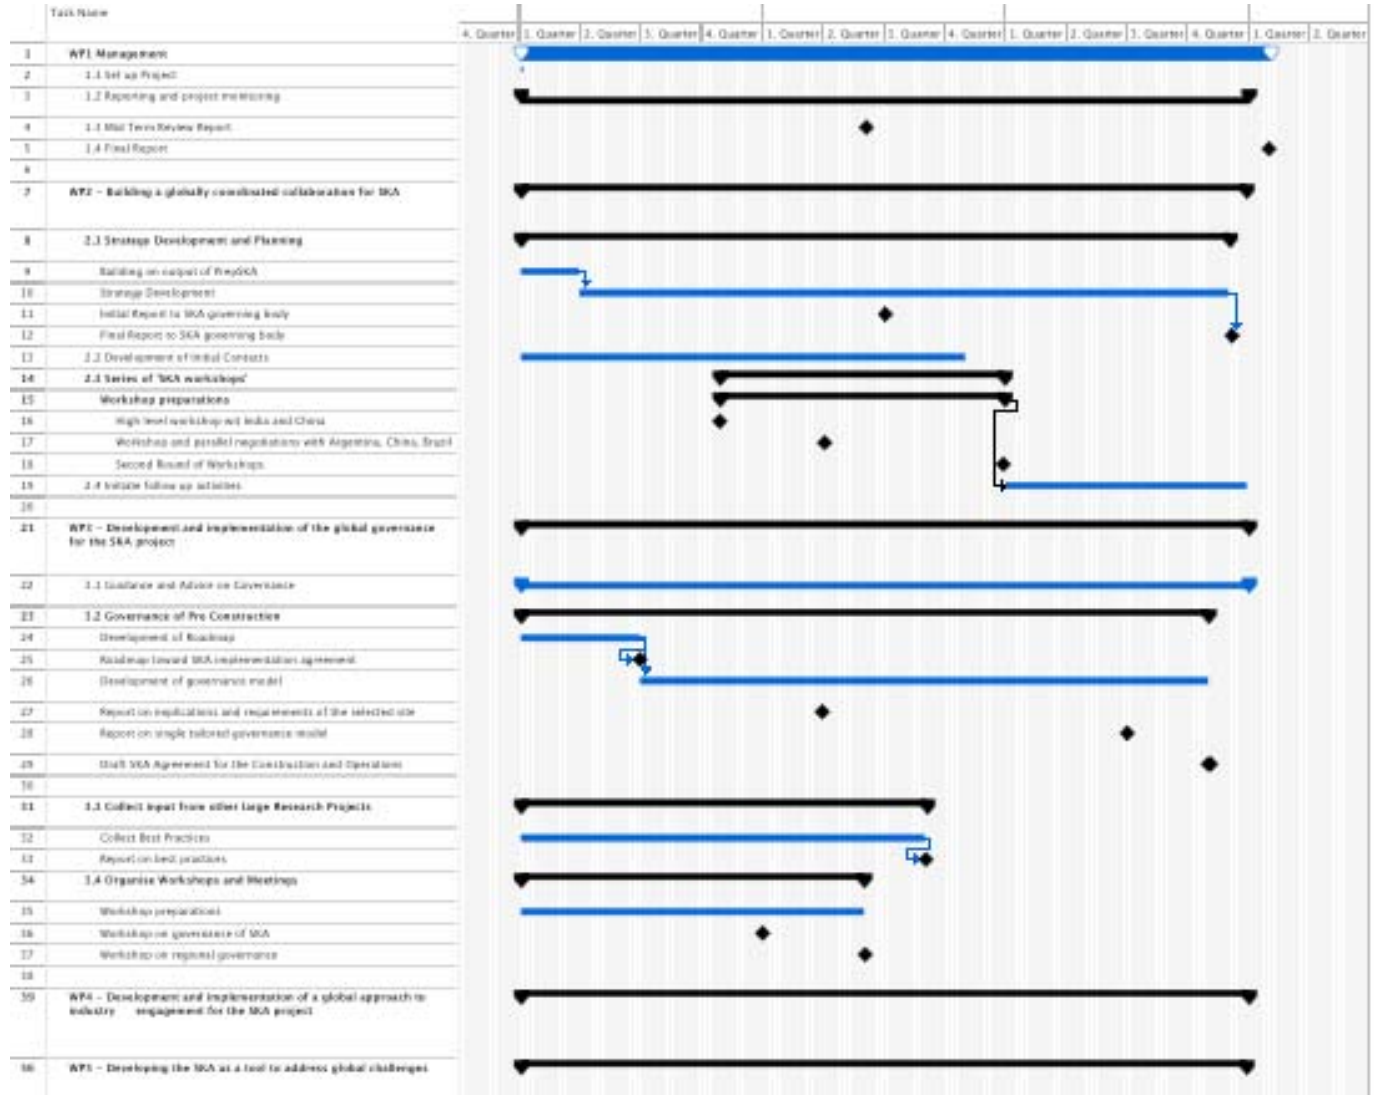 Task Name
4. Quarter 1. Quarter 2. Quarter 3. Quarter 4. Quarter 1. Quarter 2. Quarter 3. Quarter 4. Quarter 1. Quarter 2. Quarter 3. Quarter 4. Quarter 1. Quarter 2. Quarter
1 WP1 Management
2 1.1 Set up Project
3 1.2 Reporting and project monitoring
4 1.3 Mid Term Review Report
5 1.4 Final Report
6
7 WP2 – Building a globally coordinated collaboration for SKA
8 2.1 Strategy Development and Planning
9 Building on output of PrepSKA
10 Strategy Development
11 Initial Report to SKA governing body
12 Final Report to SKA governing body
13 2.2 Development of Initial Contacts
14 2.3 Series of 'SKA workshops'
15 Workshop preparations
16 High level workshop wit India and China
17 Workshop and parallel negotiations with Argentina, China, Brazil
18 Second Round of Workshops
19 2.4 Initiate follow up activities
20
21 WP3 – Development and implementation of the global governance
for the SKA project
22 3.1 Guidance and Advice on Governance
23 3.2 Governance of Pre Construction
24 Development of Roadmap
25 Roadmap toward SKA implementation agreement
26 Development of governance model
27 Report on implications and requirements of the selected site
28 Report on single tailored governance model
29 Draft SKA Agreement for the Construction and Operations
30
31 3.3 Collect input from other large Research Projects
32 Collect Best Practices
33 Report on best practices
34 3.4 Organise Workshops and Meetings
35 Workshop preparations
36 Workshop on governance of SKA
37 Workshop on regional governance
38
39 WP4 – Development and implementation of a global approach to
industry engagement for the SKA project
WP5 – Developing the SKA as a tool to address global challenges